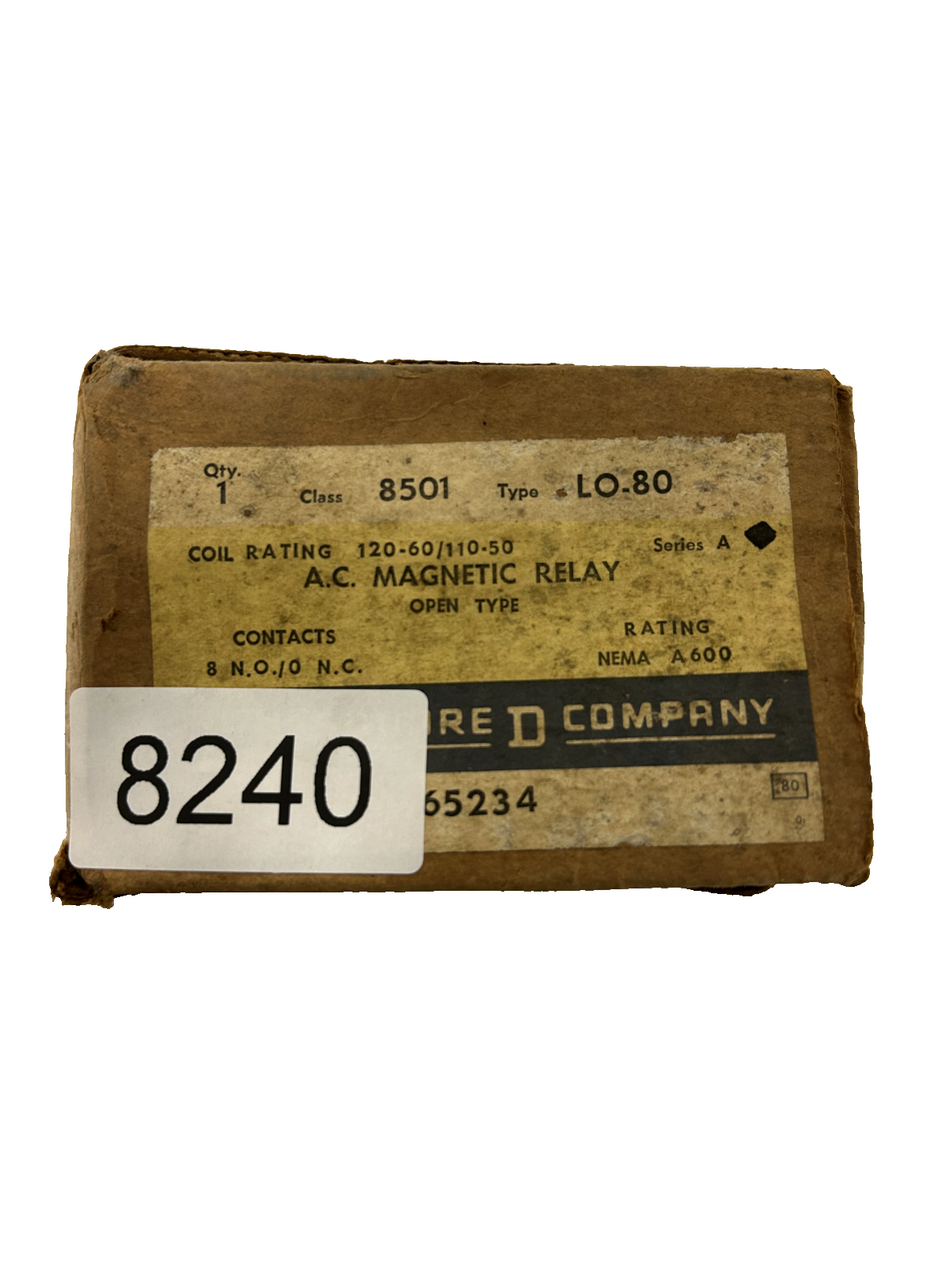 Qty.
1 Class 8501 Type LO-80
COIL RATING 120-60/110-50 Series A
A.C. MAGNETIC RELAY
OPEN TYPE
CONTACTS RATING
8 N.O./0 N.C. NEMA A600
D COMPANY
8240
65234
80